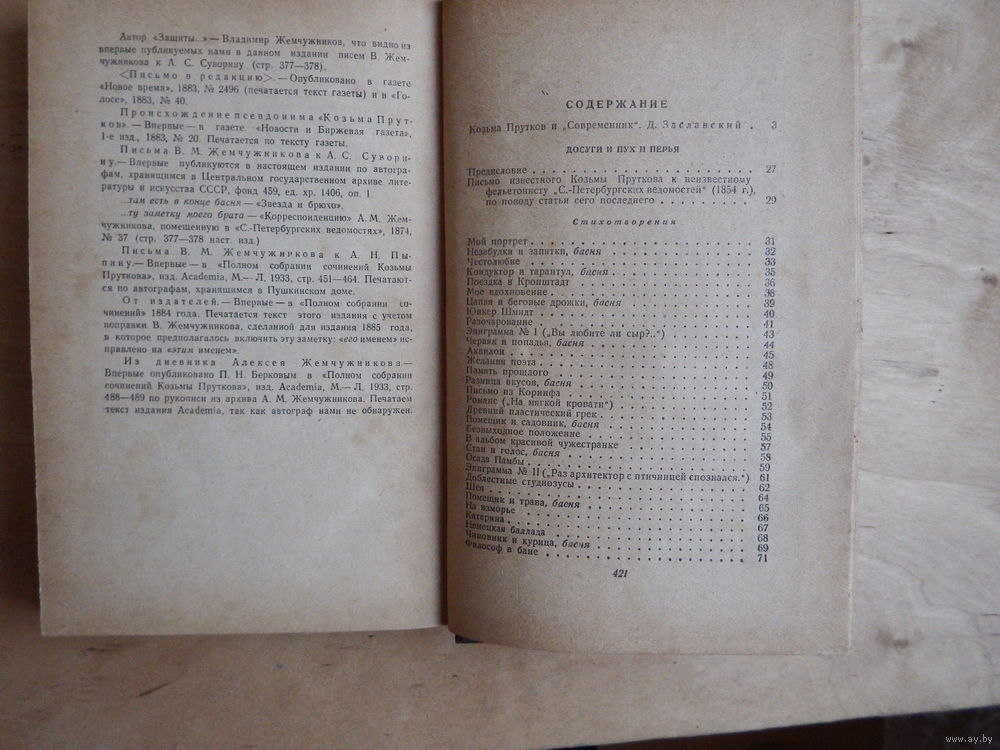 Автор «Защиты...» — Владимир Жемчужников, что видно из
впервые публикуемых нами в данном издании писем В. Жем-
чужникова к А. С. Суворину (стр. 377—378).
<Письмо в редакцию>. — Опубликовано в газете
«Новое время», 1883, № 2496 (печатается текст газеты) и в «Го-
лосе», 1883, № 40.
Происхождение псевдонима «Козьма Прут-
ков». — Впервые — в газете «Новости и Биржевая газета»,
1-е изд., 1883, № 20. Печатается по тексту газеты.
Письма В. М. Жемчужникова к А. С. Сувори-
ну. — Впервые публикуются в настоящем издании по автогра-
фам, хранящимся в Центральном государственном архиве лите-
ратуры и искусства СССР, фонд 459, ед. хр. 1406, оп. 1.
...там есть в конце басня — «Звезда и брюхо».
...ту заметку моего брата — «Корреспонденцию» А. М. Жем-
чужникова, помещенную в «С.-Петербургских ведомостях», 1874,
№ 37 (стр. 377—378 наст. изд.)
Письма В. М. Жемчужникова к А. Н. Пы-
пину. — Впервые — в «Полном собрании сочинений Козьмы
Пруткова», изд. Academia, М. — Л. 1933, стр. 451—464. Печатают-
ся по автографам, хранящимся в Пушкинском доме.
От издателей. — Впервые — в «Полном собрании со-
чинений» 1884 года. Печатается текст этого издания с учетом
поправки В. Жемчужникова, сделанной для издания 1885 года,
в которое предполагалось включить эту заметку: «его именем» ис-
правлено на «этим именем».
Из дневника Алексея Жемчужникова —
Впервые опубликовано П. Н. Берковым в «Полном собрании
сочинений Козьмы Пруткова», изд. Academia, М. — Л. 1933, стр.
488—489 по рукописи из архива А. М. Жемчужникова. Печатаем
текст издания Academia, так как автограф нами не обнаружен.
СОДЕРЖАНИЕ
Козьма Прутков и „Современник“. Д. Заславский . 3
ДОСУГИ И ПУХ И ПЕРЬЯ
Предисловие . . . 27
Письмо известного Козьмы Пруткова к неизвестному
фельетонисту „С.-Петербургских ведомостей“ (1854 г.),
по поводу статьи сего последнего . . . 29
Стихотворения
Мой портрет . . . 31
Незабудки и запятки, басня . . . 32
Честолюбие . . . 33
Кондуктор и тарантул, басня . . . 35
Поездка в Кронштадт . . . 36
Мое вдохновение . . . 38
Цапля и беговые дрожки, басня . . . 39
Юнкер Шмидт . . . 40
Разочарование . . . 41
Эпиграмма № I („Вы любите ли сыр?..“) . . . 43
Червяк и попадья, басня . . . 44
Аквилон . . . 45
Желания поэта . . . 48
Память прошлого . . . 49
Разница вкусов, басня . . . 50
Письмо из Коринфа . . . 51
Романс („На мягкой кровати“) . . . 52
Древний пластический грек . . . 53
Помещик и садовник, басня . . . 54
Безвыходное положение . . . 55
В альбом красивой чужестранке . . . 57
Стан и голос, басня . . . 58
Осада Памбы . . . 59
Эпиграмма № II („Раз архитектор с птичницей спознался.“) 61
Доблестные студиозусы . . . 62
Шея . . . 64
Помещик и трава, басня . . . 65
На взморье . . . 66
Катерина . . . 67
Немецкая баллада . . . 68
Чиновник и курица, басня . . . 69
Философ в бане . . . 71
421
www.ay.by